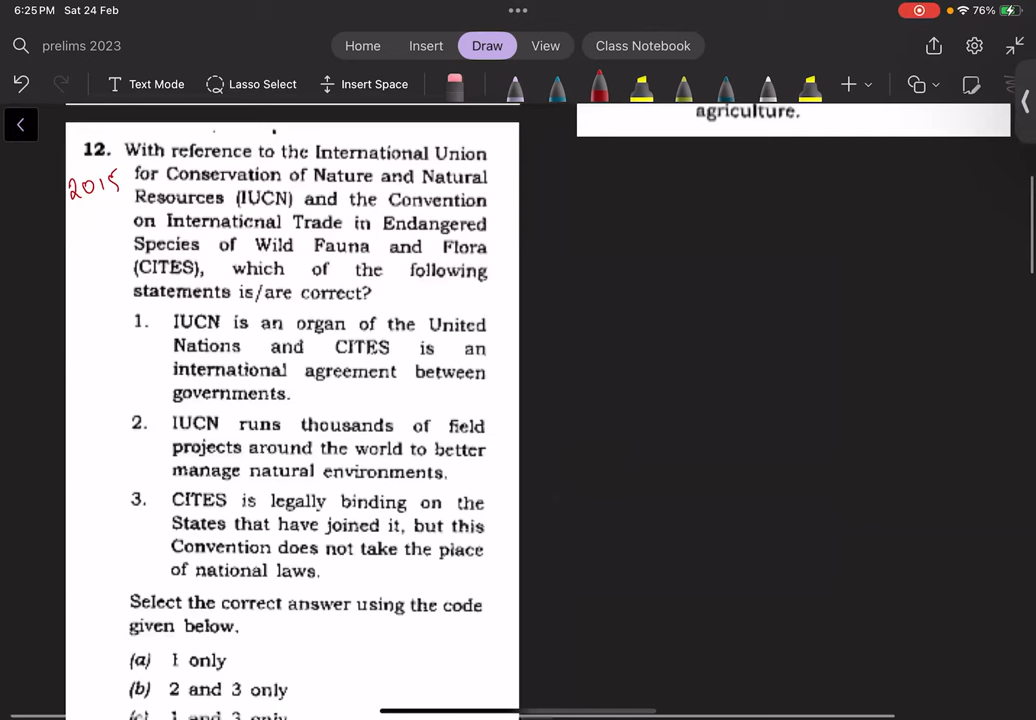 6:25 PM Sat 24 Feb
76%
prelims 2023
Home Insert Draw View Class Notebook
Text Mode Lasso Select Insert Space
agriculture.
12. With reference to the International Union
2015 for Conservation of Nature and Natural
Resources (IUCN) and the Convention
on International Trade in Endangered
Species of Wild Fauna and Flora
(CITES), which of the following
statements is/are correct?
1. IUCN is an organ of the United
Nations and CITES is an
international agreement between
governments.
2. IUCN runs thousands of field
projects around the world to better
manage natural environments.
3. CITES is legally binding on the
States that have joined it, but this
Convention does not take the place
of national laws.
Select the correct answer using the code
given below.
(a) 1 only
(b) 2 and 3 only
(c) 1 and 3 only